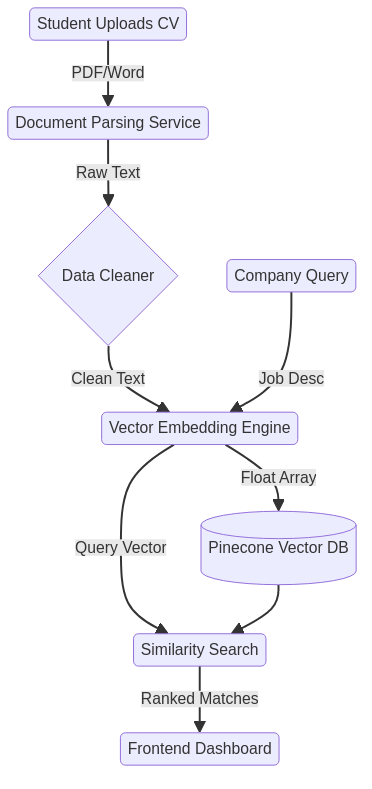 Student Uploads CV
PDF/Word
Document Parsing Service
Raw Text
Data Cleaner
Company Query
Clean Text
Job Desc
Vector Embedding Engine
Float Array
Query Vector
Pinecone Vector DB
Similarity Search
Ranked Matches
Frontend Dashboard